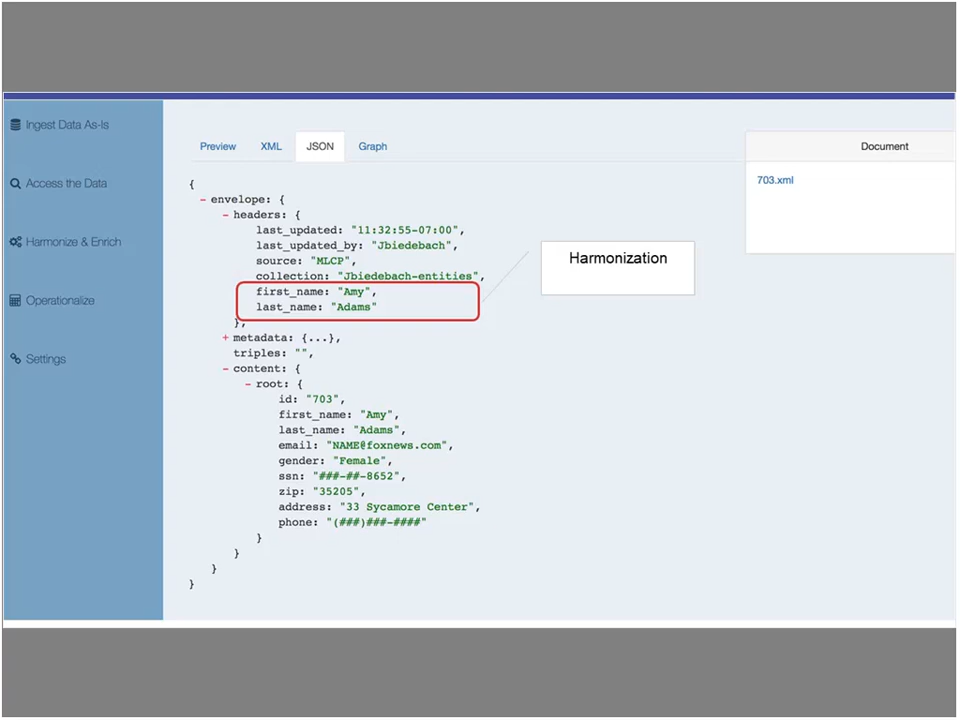 Ingest Data As-Is
Access the Data
Harmonize & Enrich
Operationalize
Settings
Preview XML JSON Graph
{
- envelope: {
- headers: {
last_updated: "11:32:55-07:00",
last_updated_by: "Jbiedebach",
source: "MLCP",
collection: "Jbiedebach-entities",
first_name: "Amy",
last_name: "Adams"
},
+ metadata: {...},
triples: "",
- content: {
- root: {
id: "703",
first_name: "Amy",
last_name: "Adams",
email: "NAME@foxnews.com",
gender: "Female",
ssn: "###-##-8652",
zip: "35205",
address: "33 Sycamore Center",
phone: "(###)###-####"
}
}
}
}
Harmonization
Document
703.xml